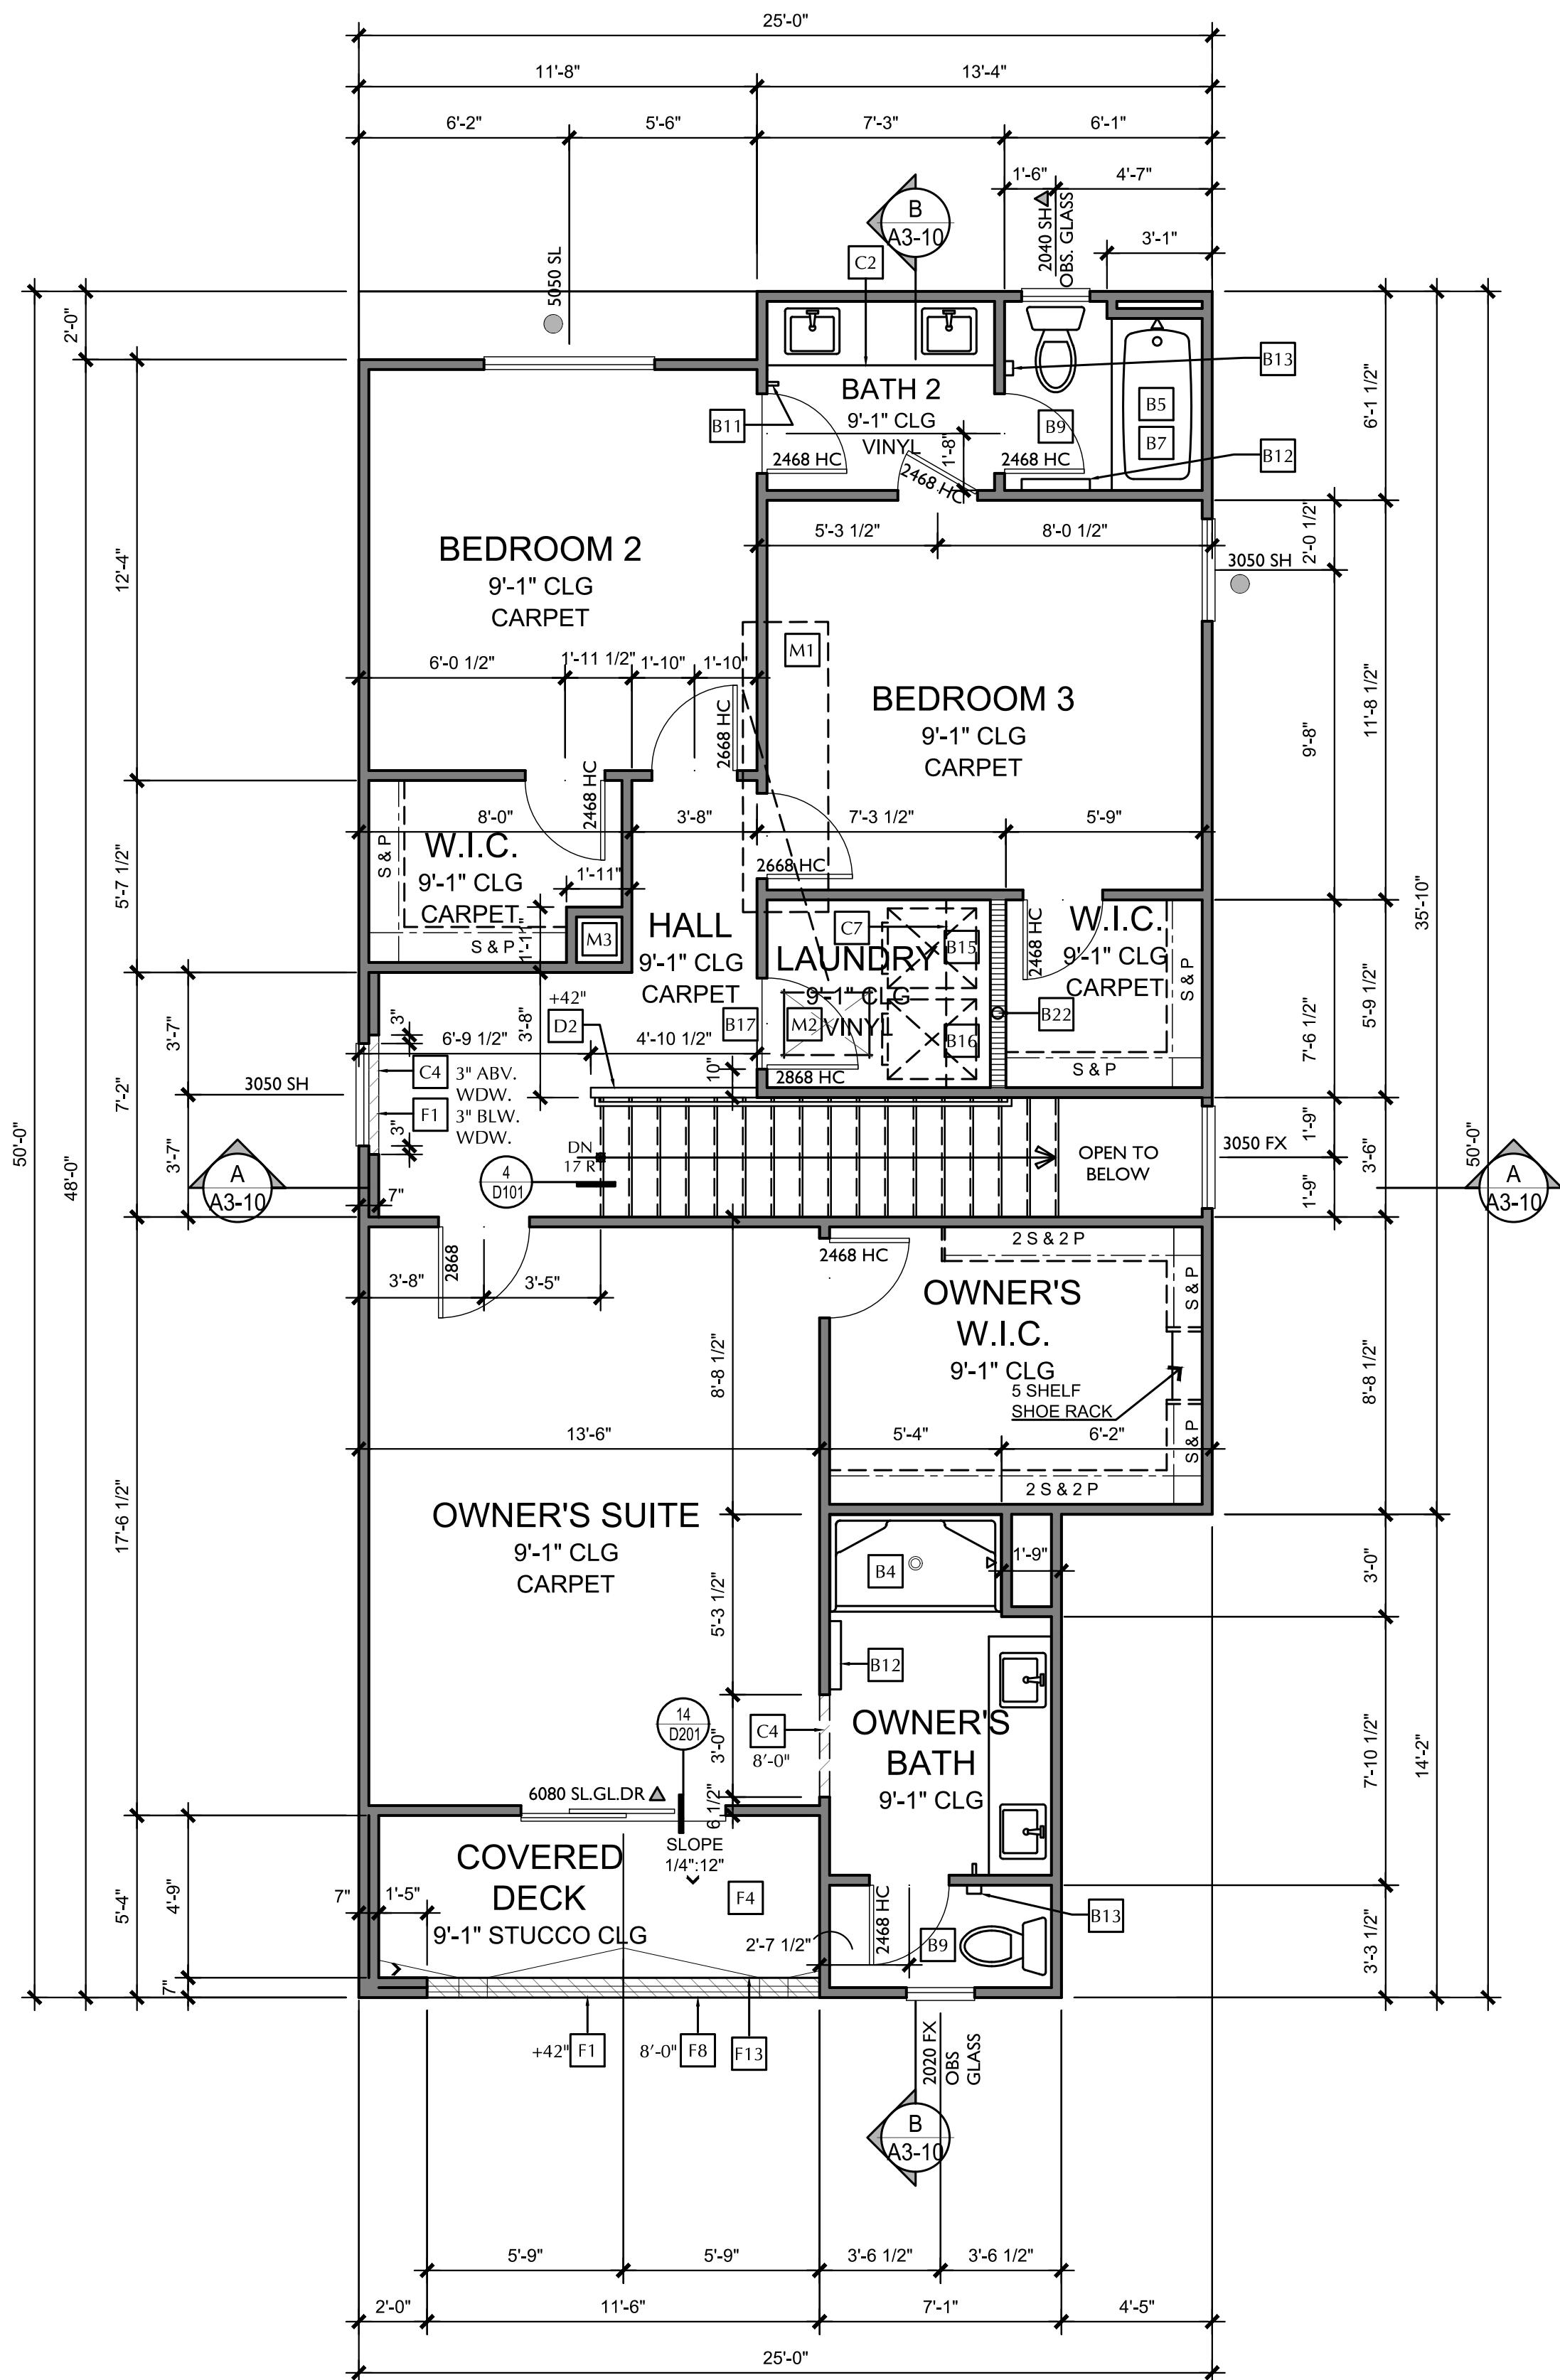 25'-0"
11'-8" 13'-4"
6'-2" 5'-6" 7'-3" 6'-1"
1'-6" 4'-7"
3'-1"
B
A3-10
C2
2040 SH
OBS. GLASS
5050 SL
2'-0"
B13
BATH 2
9'-1" CLG
VINYL
B11
B9
B5
B7
B12
1'-8"
2468 HC
2468 HC
2468 HC
6'-1 1/2"
5'-3 1/2" 8'-0 1/2"
2'-0 1/2"
3050 SH
BEDROOM 2
9'-1" CLG
CARPET
12'-4"
6'-0 1/2" 1'-11 1/2" 1'-10" 1'-10"
M1
BEDROOM 3
9'-1" CLG
CARPET
2668 HC
9'-8"
11'-8 1/2"
2468 HC
8'-0" 3'-8" 7'-3 1/2" 5'-9"
S & P
W.I.C.
9'-1" CLG
CARPET
S & P
5'-7 1/2"
2668 HC
1'-11"
1'-11"
M3
HALL
9'-1" CLG
CARPET
C7
LAUNDRY
9'-1" CLG
VINYL
B15
B16
M2
B17
B22
2468 HC
W.I.C.
9'-1" CLG
CARPET
S & P
S & P
35'-10"
5'-9 1/2"
7'-6 1/2"
+42"
D2
3'-8"
6'-9 1/2" 4'-10 1/2"
10"
2868 HC
3'-7"
3"
3050 SH
C4
3" ABV.
WDW.
F1
3" BLW.
WDW.
3"
7'-2"
3'-7"
50'-0"
48'-0"
A
A3-10
7"
DN
17 R
4
D101
OPEN TO
BELOW
3050 FX
1'-9"
1'-9"
3'-6"
50'-0"
A
A3-10
2868
3'-8" 3'-5"
2468 HC
2 S & 2 P
OWNER'S
W.I.C.
9'-1" CLG
5 SHELF
SHOE RACK
S & P
S & P
2 S & 2 P
8'-8 1/2"
8'-8 1/2"
13'-6" 5'-4" 6'-2"
OWNER'S SUITE
9'-1" CLG
CARPET
17'-6 1/2"
5'-3 1/2"
B4
1'-9"
3'-0"
B12
14
D201
C4
8'-0"
3'-0"
OWNER'S
BATH
9'-1" CLG
7'-10 1/2"
14'-2"
6080 SL.GL.DR
6 1/2"
SLOPE
1/4":12"
COVERED
DECK
9'-1" STUCCO CLG
F4
7" 1'-5"
5'-4"
4'-9"
7"
2468 HC
2'-7 1/2"
B9
B13
3'-3 1/2"
+42" F1
8'-0" F8
F13
2020 FX
OBS
GLASS
B
A3-10
5'-9" 5'-9" 3'-6 1/2" 3'-6 1/2"
2'-0" 11'-6" 7'-1" 4'-5"
25'-0"